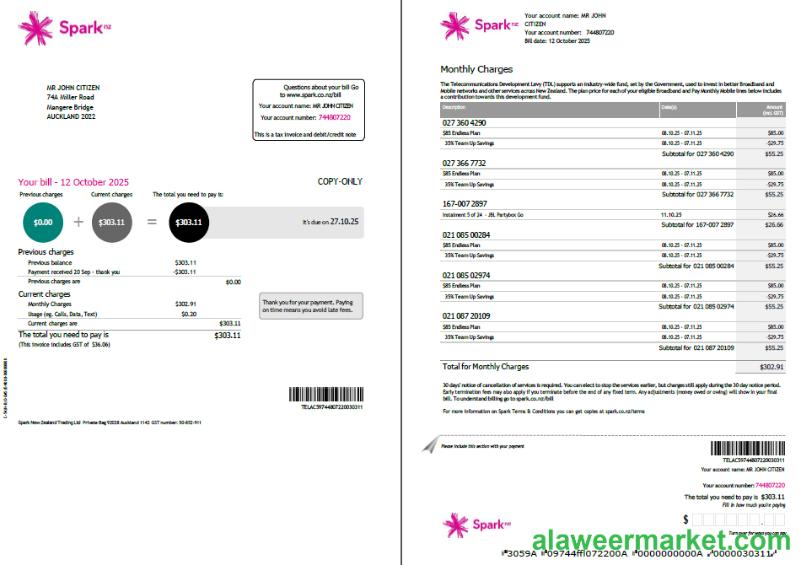 Spark nz
MR JOHN CITIZEN
74A Miller Road
Mangere Bridge
AUCKLAND 2022
Questions about your bill Go
to www.spark.co.nz/bill
Your account name: MR JOHN CITIZEN
Your account number: 744807220
This is a tax invoice and debit/credit note
Your bill - 12 October 2025
COPY-ONLY
Previous charges Current charges The total you need to pay is:
$0.00 + $303.11 = $303.11
It's due on 27.10.25
Previous charges
Previous balance $303.11
Payment received 20 Sep - thank you -$303.11
Previous charges are $0.00
Current charges
Monthly Charges $302.91
Usage (eg. Calls, Data, Text) $0.20
Current charges are $303.11
The total you need to pay is $303.11
(This invoice includes GST of $36.06)
Thank you for your payment. Paying
on time means you avoid late fees.
TELAC5974480722003031​1
Spark New Zealand Trading Ltd Private Bag 92028 Auckland 1142 GST number: 50-602-911
Spark nz
Your account name: MR JOHN
CITIZEN
Your account number: 744807220
Bill date: 12 October 2025
Monthly Charges
The Telecommunications Development Levy (TDL) supports an industry-wide fund, set by the Government, used to invest in better Broadband and
Mobile networks and other services across New Zealand. The plan price for each of your eligible Broadband and Pay Monthly Mobile lines below includes
a contribution towards this development fund.
Description Date(s) Amount
(incl. GST)
027 360 4290
$85 Endless Plan 08.10.25 - 07.11.25 $85.00
35% Team Up Savings 08.10.25 - 07.11.25 -$29.75
Subtotal for 027 360 4290 $55.25
027 366 7732
$85 Endless Plan 08.10.25 - 07.11.25 $85.00
35% Team Up Savings 08.10.25 - 07.11.25 -$29.75
Subtotal for 027 366 7732 $55.25
167-007 2897
Instalment 5 of 24 - JBL Partybox Go 11.10.25 $26.66
Subtotal for 167-007 2897 $26.66
021 085 00284
$85 Endless Plan 08.10.25 - 07.11.25 $85.00
35% Team Up Savings 08.10.25 - 07.11.25 -$29.75
Subtotal for 021 085 00284 $55.25
021 085 02974
$85 Endless Plan 08.10.25 - 07.11.25 $85.00
35% Team Up Savings 08.10.25 - 07.11.25 -$29.75
Subtotal for 021 085 02974 $55.25
021 087 20109
$85 Endless Plan 08.10.25 - 07.11.25 $85.00
35% Team Up Savings 08.10.25 - 07.11.25 -$29.75
Subtotal for 021 087 20109 $55.25
Total for Monthly Charges $302.91
30 days' notice of cancellation of services is required. You can elect to stop the services earlier, but charges still apply during the 30 day notice period.
Early termination fees may also apply if you terminate before the end of any fixed term. Any adjustments (money owed or owing) will show in your final
bill. To understand billing go to spark.co.nz/bill
For more information on Spark Terms & Conditions you can get copies at spark.co.nz/terms
Please include this section with your payment
TELAC59744807220030311
Your account name: MR JOHN CITIZEN
Your account number: 744807220
The total you need to pay is $303.11
Fill in how much you're paying
$
Spark nz
alaweermarket.com